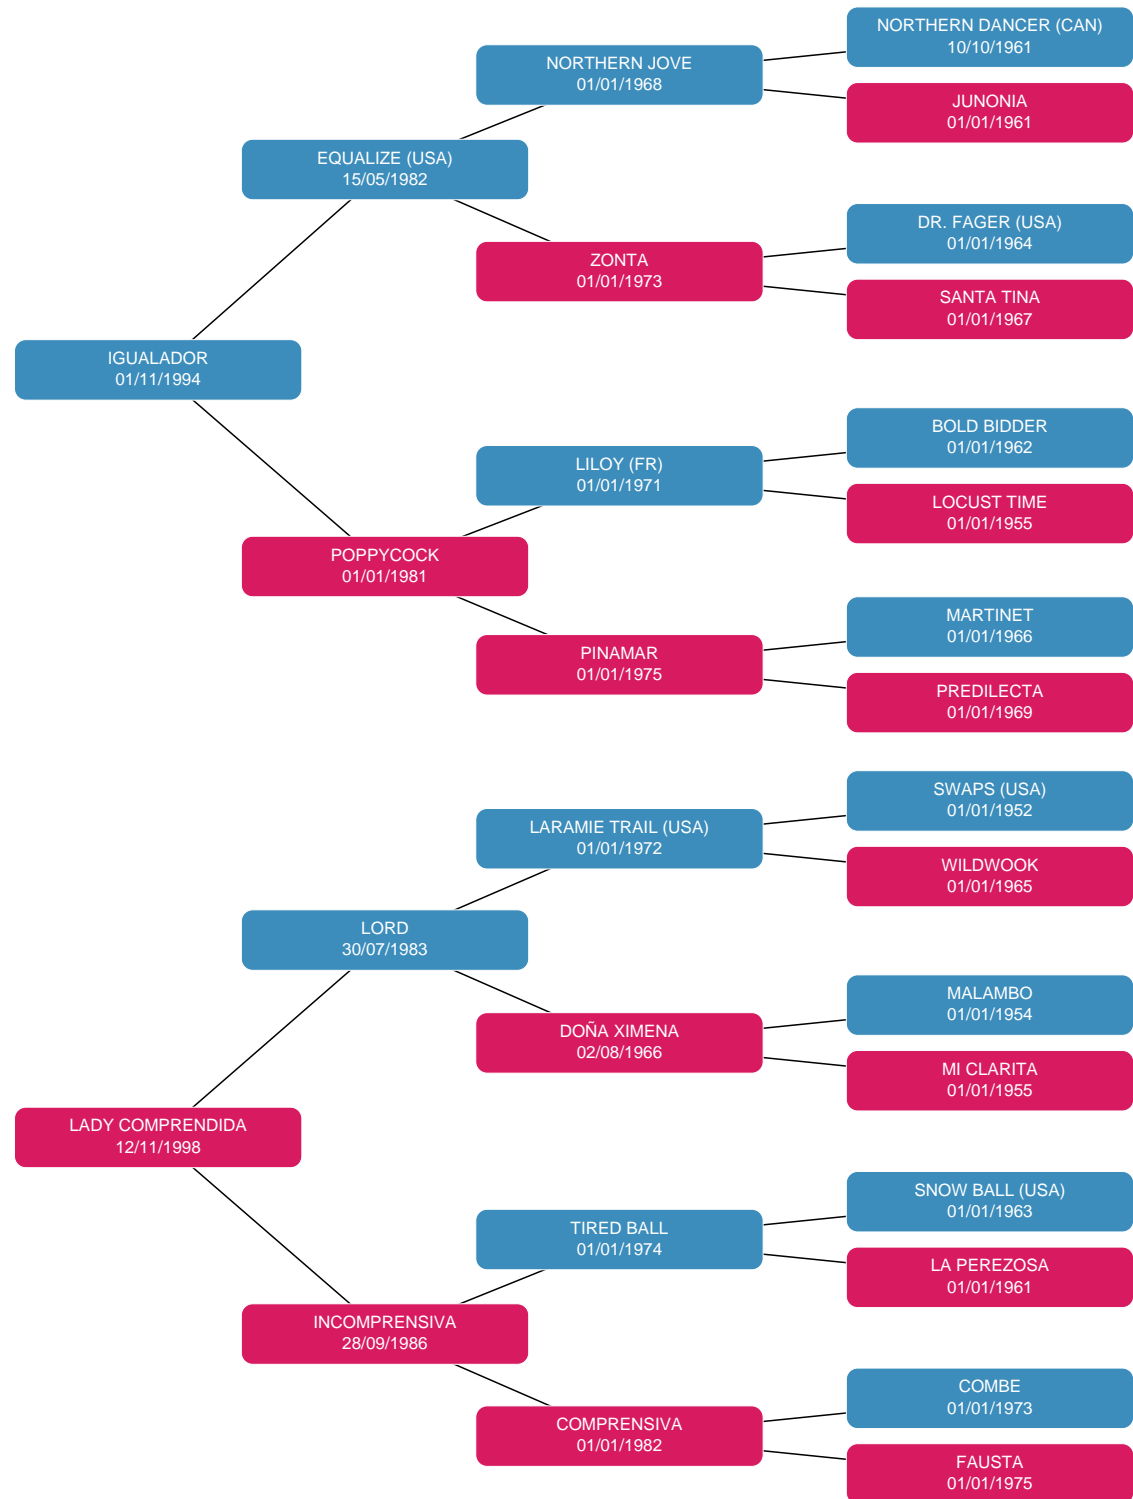 NORTHERN DANCER (CAN)
10/10/1961
NORTHERN JOVE
01/01/1968
JUNONIA
01/01/1961
EQUALIZE (USA)
15/05/1982
DR. FAGER (USA)
01/01/1964
ZONTA
01/01/1973
SANTA TINA
01/01/1967
IGUALADOR
01/11/1994
BOLD BIDDER
01/01/1962
LILOY (FR)
01/01/1971
LOCUST TIME
01/01/1955
POPPYCOCK
01/01/1981
MARTINET
01/01/1966
PINAMAR
01/01/1975
PREDILECTA
01/01/1969
SWAPS (USA)
01/01/1952
LARAMIE TRAIL (USA)
01/01/1972
WILDWOOK
01/01/1965
LORD
30/07/1983
MALAMBO
01/01/1954
DOÑA XIMENA
02/08/1966
MI CLARITA
01/01/1955
LADY COMPRENDIDA
12/11/1998
SNOW BALL (USA)
01/01/1963
TIRED BALL
01/01/1974
LA PEREZOSA
01/01/1961
INCOMPRENSIVA
28/09/1986
COMBE
01/01/1973
COMPRENSIVA
01/01/1982
FAUSTA
01/01/1975